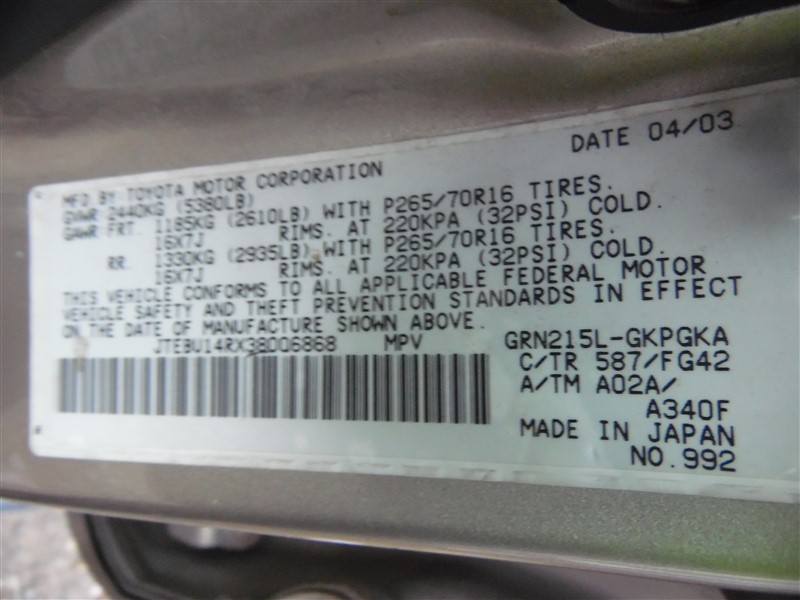 DATE 04/03
MFD.BY TOYOTA MOTOR CORPORATION
GVWR 2440KG (5380LB)
GAWR FRT. 1185KG (2610LB) WITH P265/70R16 TIRES.
16X7J RIMS. AT 220KPA (32PSI) COLD.
RR. 1330KG (2935LB) WITH P265/70R16 TIRES.
16X7J RIMS. AT 220KPA (32PSI) COLD.
THIS VEHICLE CONFORMS TO ALL APPLICABLE FEDERAL MOTOR
VEHICLE SAFETY AND THEFT PREVENTION STANDARDS IN EFFECT
ON THE DATE OF MANUFACTURE SHOWN ABOVE.
JTEBU14RX38006868 MPV
GRN215L-GKPGKA
C/TR 587/FG42
A/TM A02A/
A340F
MADE IN JAPAN
NO.992